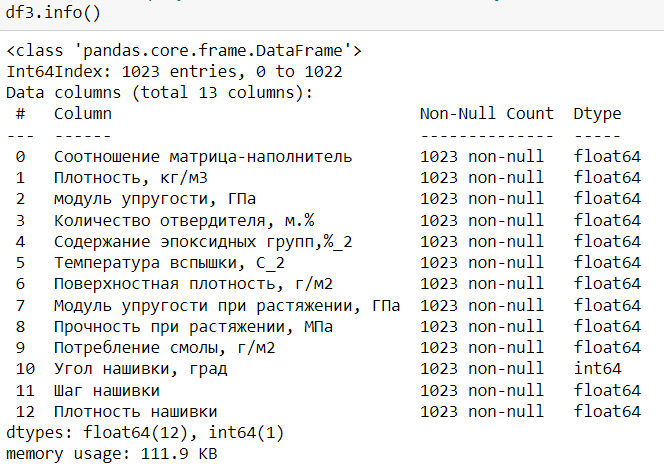 df3.info()
<class 'pandas.core.frame.DataFrame'>
Int64Index: 1023 entries, 0 to 1022
Data columns (total 13 columns):
 #   Column                                Non-Null Count  Dtype
---  ------                                --------------  -----
 0   Соотношение матрица-наполнитель       1023 non-null   float64
 1   Плотность, кг/м3                      1023 non-null   float64
 2   модуль упругости, ГПа                 1023 non-null   float64
 3   Количество отвердителя, м.%           1023 non-null   float64
 4   Содержание эпоксидных групп,%_2       1023 non-null   float64
 5   Температура вспышки, С_2              1023 non-null   float64
 6   Поверхностная плотность, г/м2         1023 non-null   float64
 7   Модуль упругости при растяжении, ГПа  1023 non-null   float64
 8   Прочность при растяжении, МПа         1023 non-null   float64
 9   Потребление смолы, г/м2               1023 non-null   float64
 10  Угол нашивки, град                    1023 non-null   int64
 11  Шаг нашивки                           1023 non-null   float64
 12  Плотность нашивки                     1023 non-null   float64
dtypes: float64(12), int64(1)
memory usage: 111.9 KB